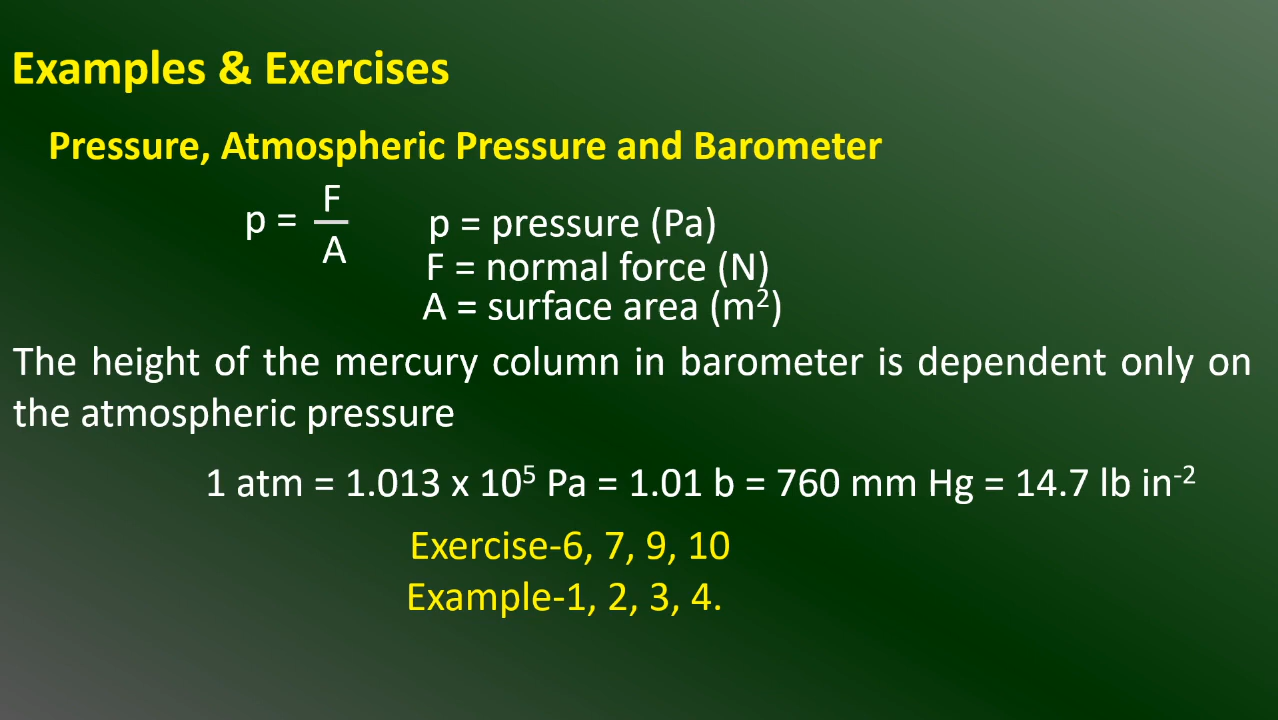 Examples & Exercises
Pressure, Atmospheric Pressure and Barometer
p = F/A
p = pressure (Pa)
F = normal force (N)
A = surface area (m²)
The height of the mercury column in barometer is dependent only on
the atmospheric pressure
1 atm = 1.013 x 10⁵ Pa = 1.01 b = 760 mm Hg = 14.7 lb in⁻²
Exercise-6, 7, 9, 10
Example-1, 2, 3, 4.